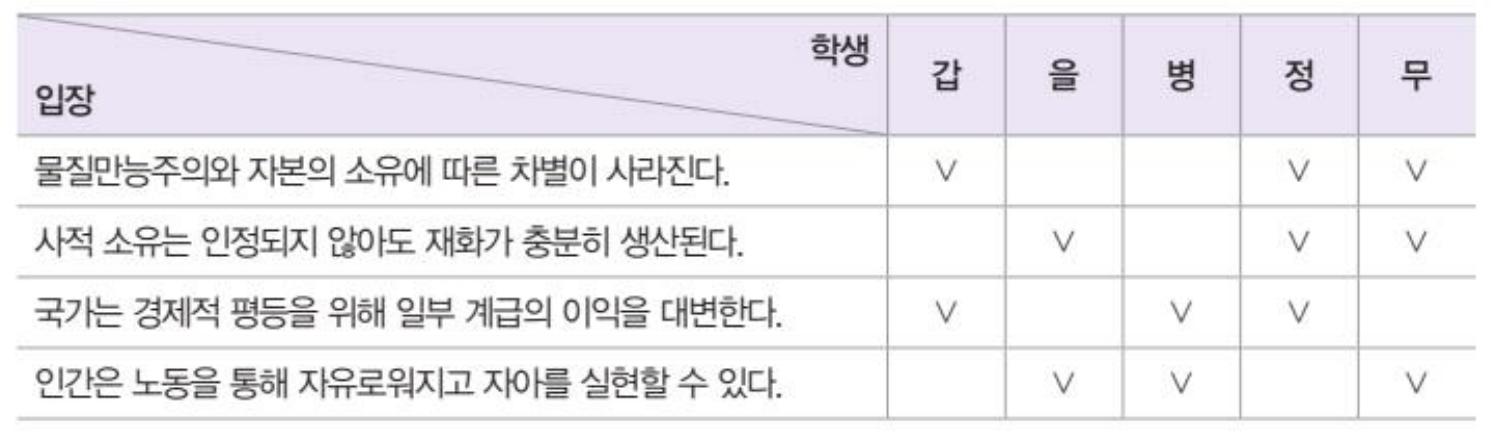 학생
입장
갑 을 병 정 무
물질만능주의와 자본의 소유에 따른 차별이 사라진다. ∨ ∨ ∨
사적 소유는 인정되지 않아도 재화가 충분히 생산된다. ∨ ∨ ∨
국가는 경제적 평등을 위해 일부 계급의 이익을 대변한다. ∨ ∨ ∨
인간은 노동을 통해 자유로워지고 자아를 실현할 수 있다. ∨ ∨ ∨